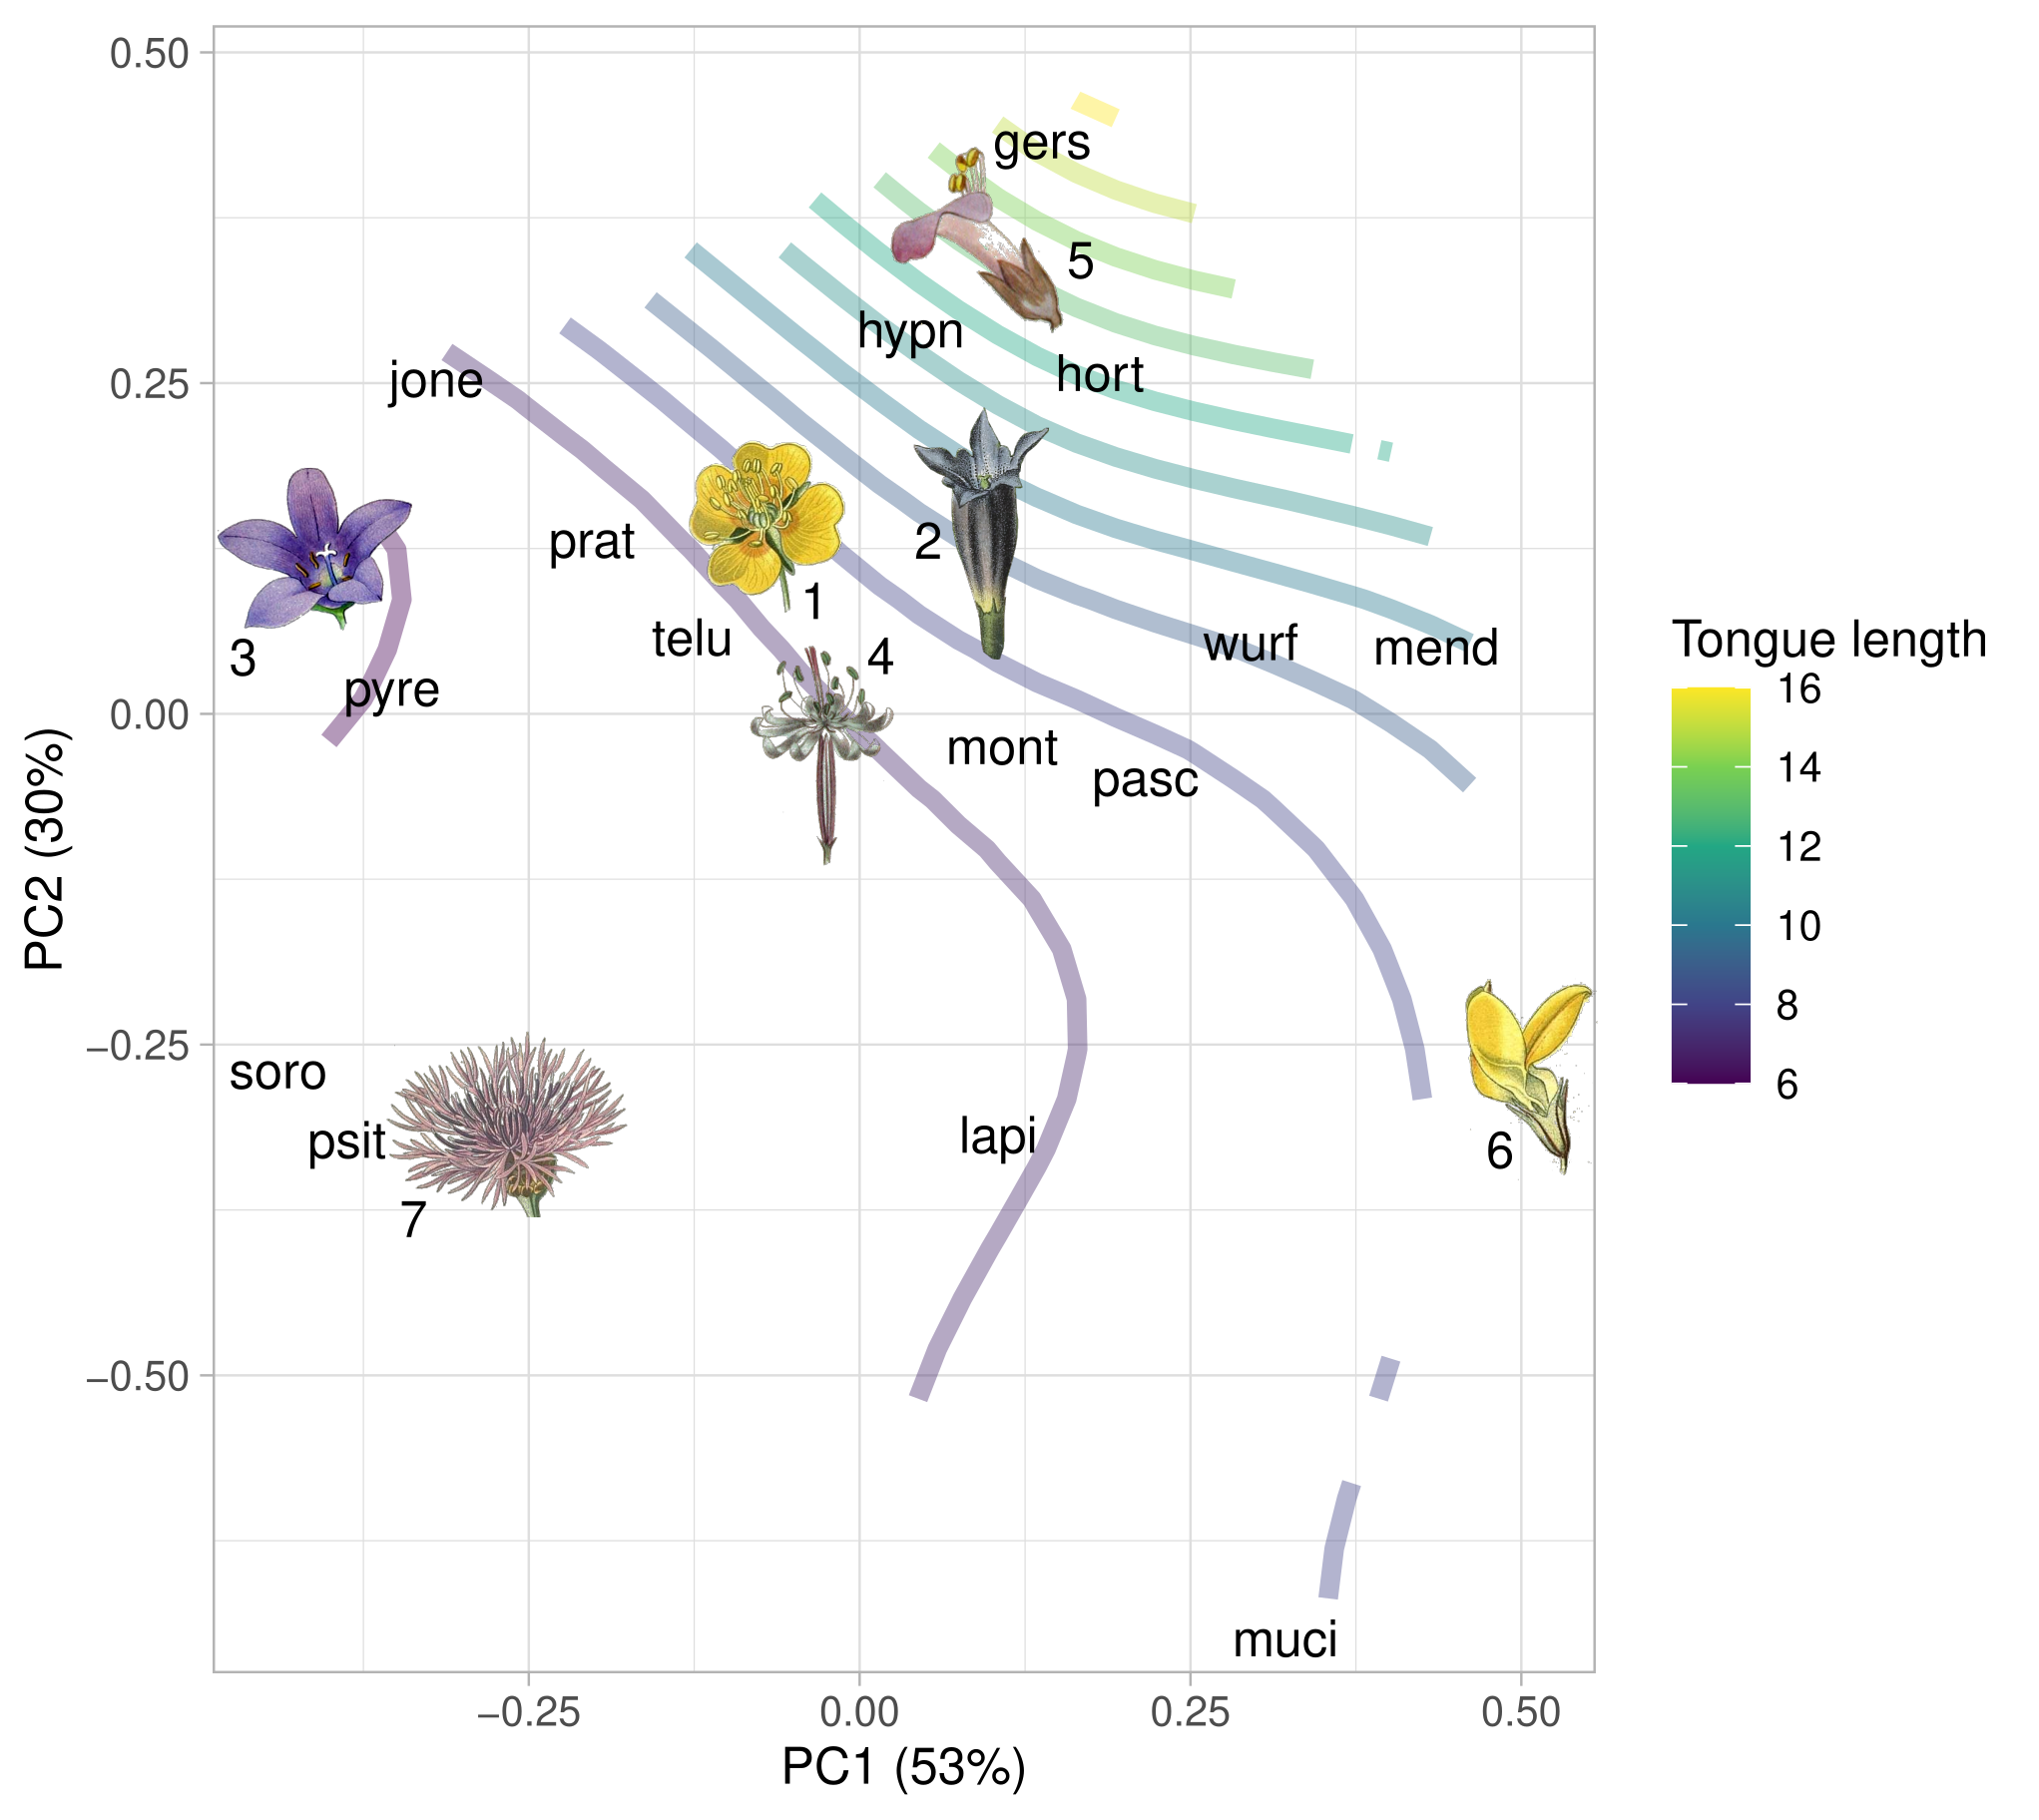 0.50
gers
5
hypn
hort
0.25
jone
prat
2
1
telu
4
wurf
mend
3
pyre
0.00
mont
pasc
PC2 (30%)
−0.25
soro
psit
lapi
6
7
−0.50
muci
−0.25
0.00
0.25
0.50
PC1 (53%)
Tongue length
16
14
12
10
8
6